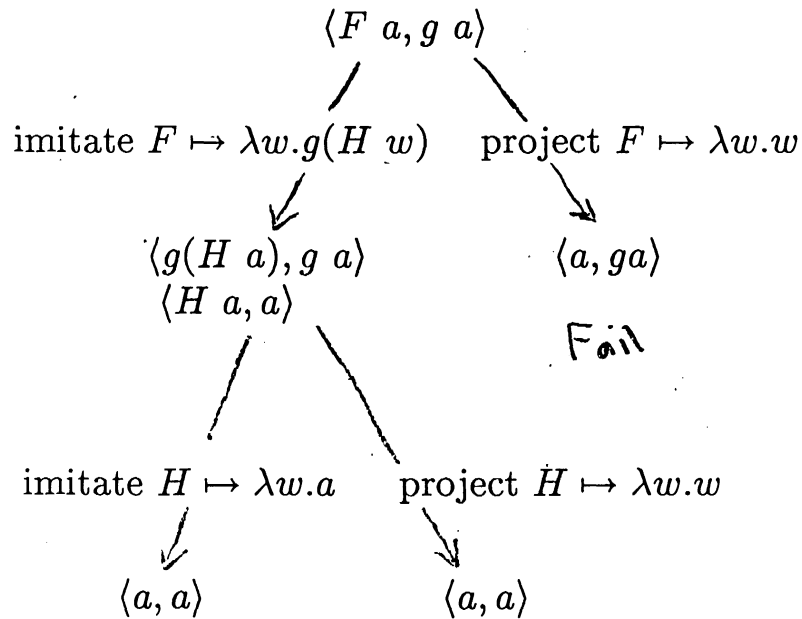 ⟨F a, g a⟩
imitate F ↦ λw.g(H w) project F ↦ λw.w
⟨g(H a), g a⟩ ⟨a, ga⟩
⟨H a, a⟩
Fail
imitate H ↦ λw.a project H ↦ λw.w
⟨a, a⟩ ⟨a, a⟩